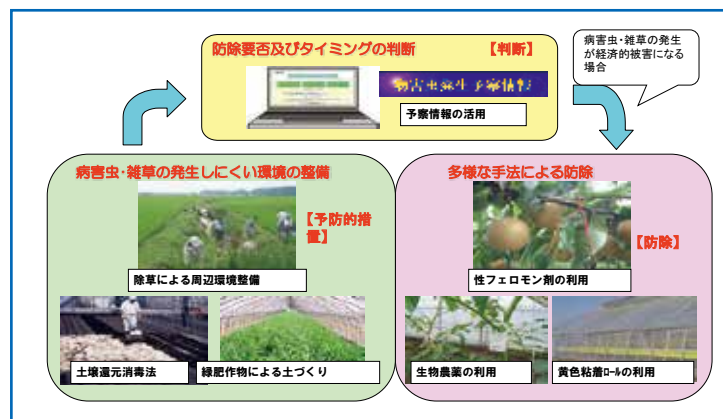 防除要否及びタイミングの判断 【判断】
病害虫発生予察情報
予察情報の活用
病害虫・雑草の発生
が経済的被害になる
場合
病害虫・雑草の発生しにくい環境の整備
【予防的措
置】
除草による周辺環境整備
土壌還元消毒法
緑肥作物による土づくり
多様な手法による防除
【防除】
性フェロモン剤の利用
生物農薬の利用
黄色粘着ﾛｰﾙの利用